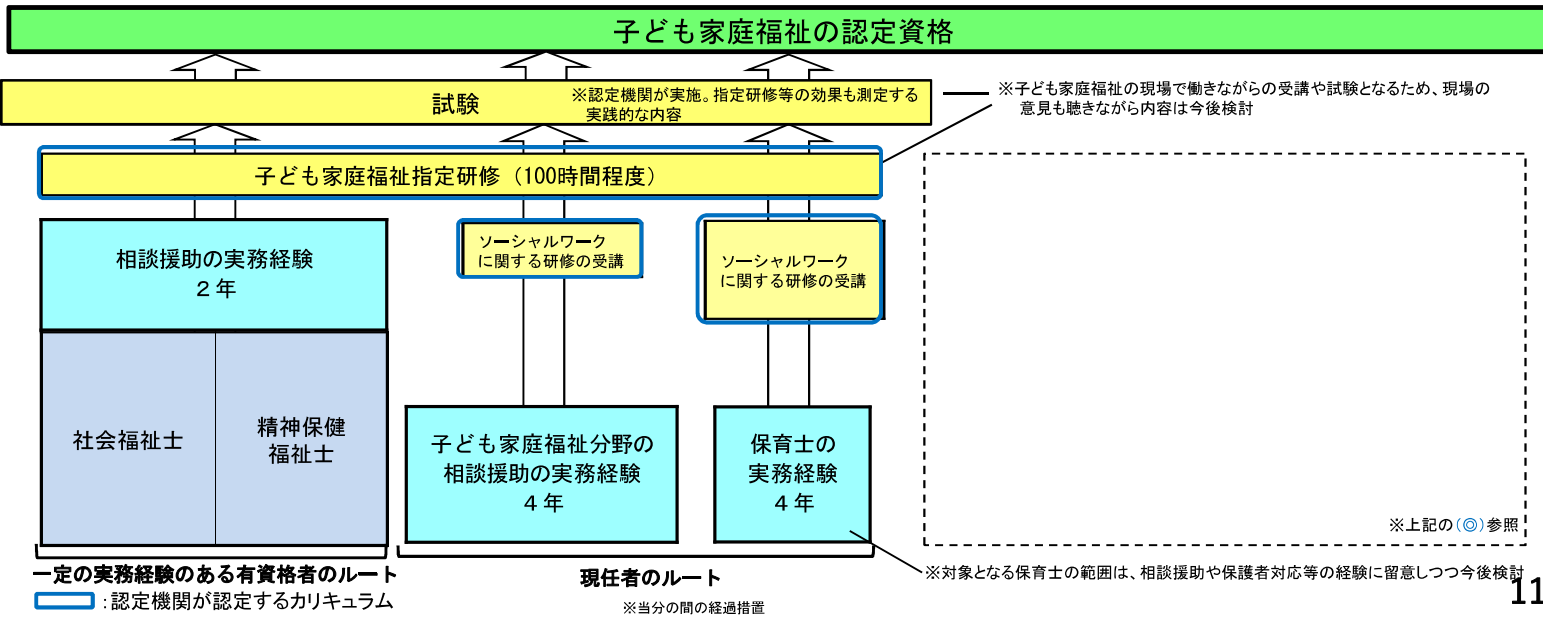 子ども家庭福祉の認定資格
試験
※認定機関が実施。指定研修等の効果も測定する
実践的な内容
※子ども家庭福祉の現場で働きながらの受講や試験となるため、現場の
意見も聴きながら内容は今後検討
子ども家庭福祉指定研修（100時間程度）
相談援助の実務経験
２年
ソーシャルワーク
に関する研修の受講
ソーシャルワーク
に関する研修の受講
社会福祉士
精神保健
福祉士
子ども家庭福祉分野の
相談援助の実務経験
４年
保育士の
実務経験
４年
※上記の(◎)参照
一定の実務経験のある有資格者のルート
現任者のルート
※対象となる保育士の範囲は、相談援助や保護者対応等の経験に留意しつつ今後検討
：認定機関が認定するカリキュラム
※当分の間の経過措置
11